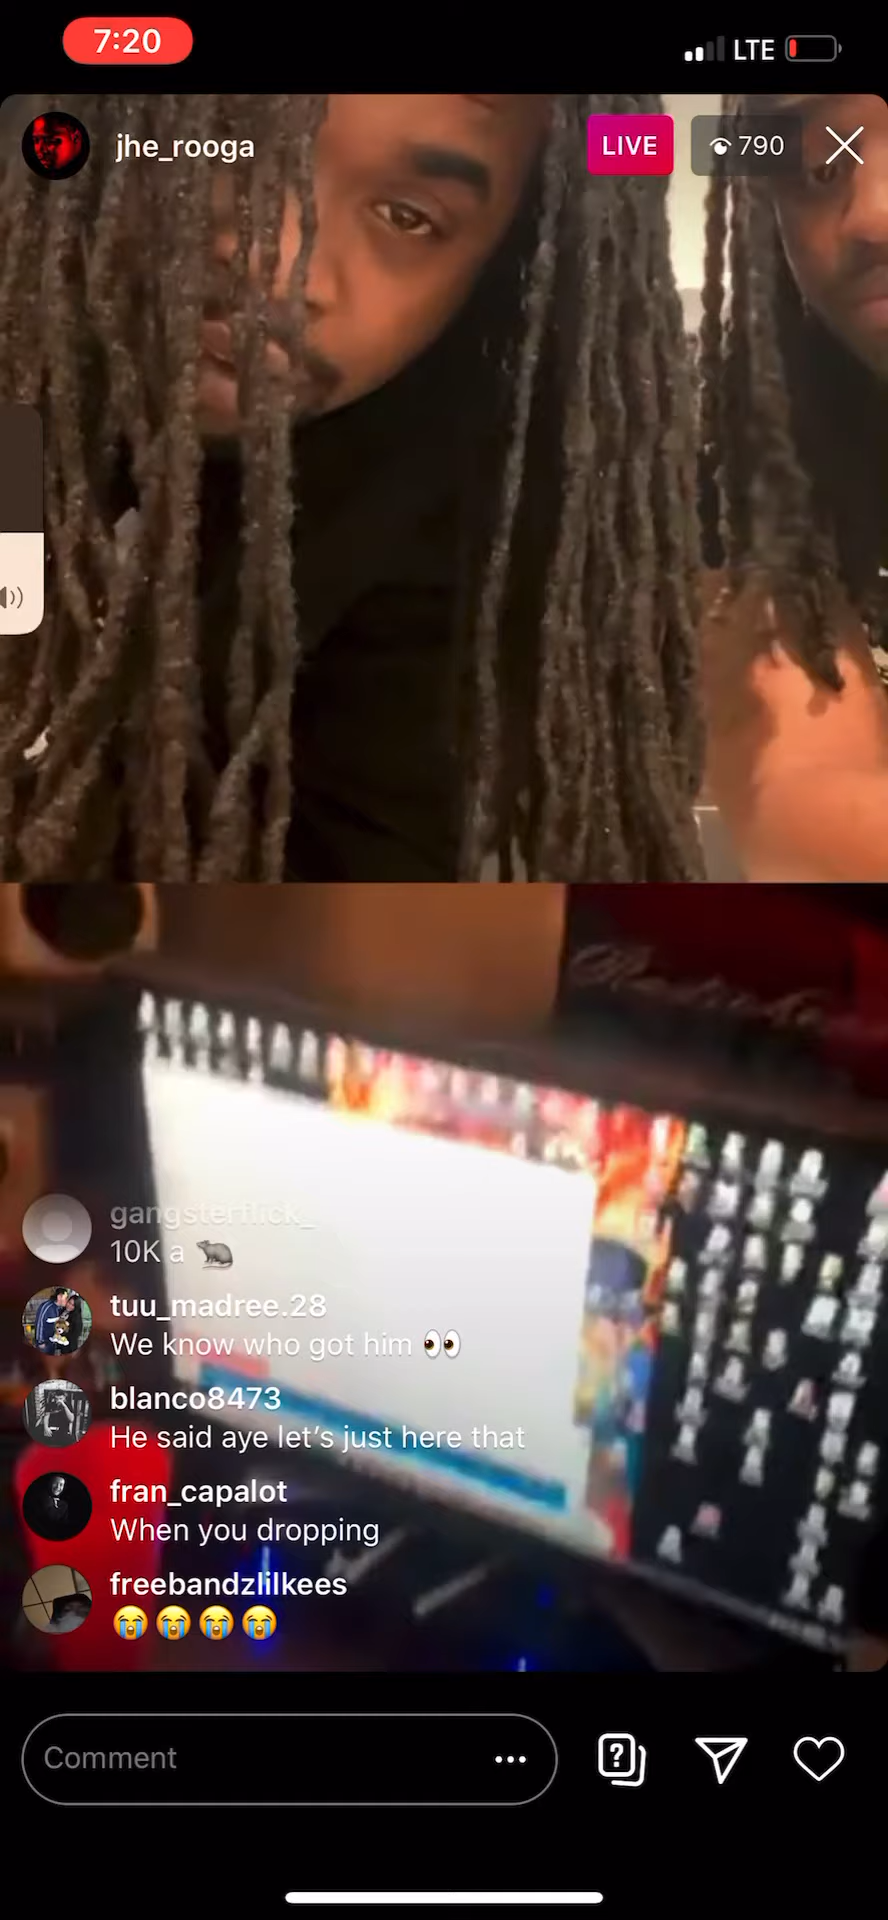 7:20
LTE
jhe_rooga
LIVE
790
gangsterflick_
10K a 🐀
tuu_madree.28
We know who got him 👀
blanco8473
He said aye let's just here that
fran_capalot
When you dropping
freebandzlilkees
😭😭😭😭
Comment